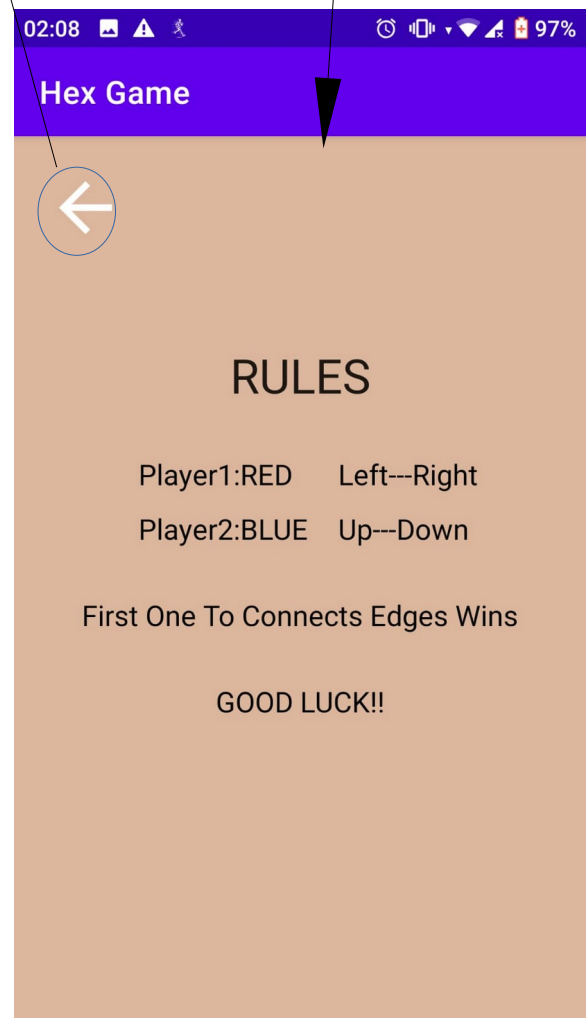 02:08 97%
Hex Game
RULES
Player1:RED Left---Right
Player2:BLUE Up---Down
First One To Connects Edges Wins
GOOD LUCK!!